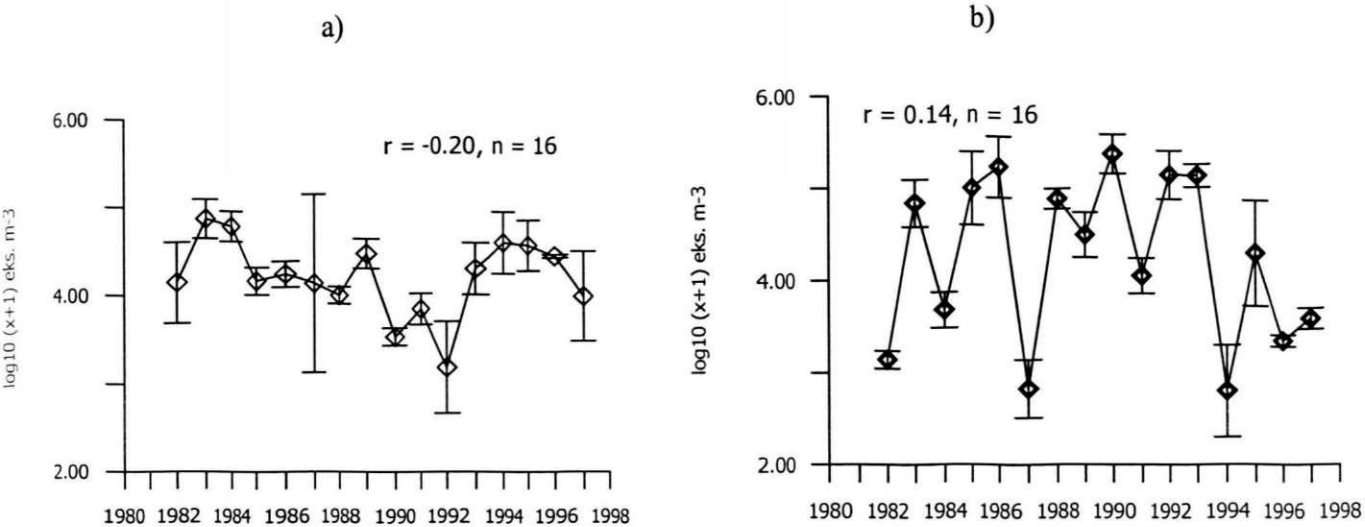 a)
6.00
r = -0.20, n = 16
4.00
2.00
log10 (x+1) eks. m-3
1980 1982 1984 1986 1988 1990 1992 1994 1996 1998
b)
6.00
r = 0.14, n = 16
4.00
2.00
log10 (x+1) eks. m-3
1980 1982 1984 1986 1988 1990 1992 1994 1996 1998